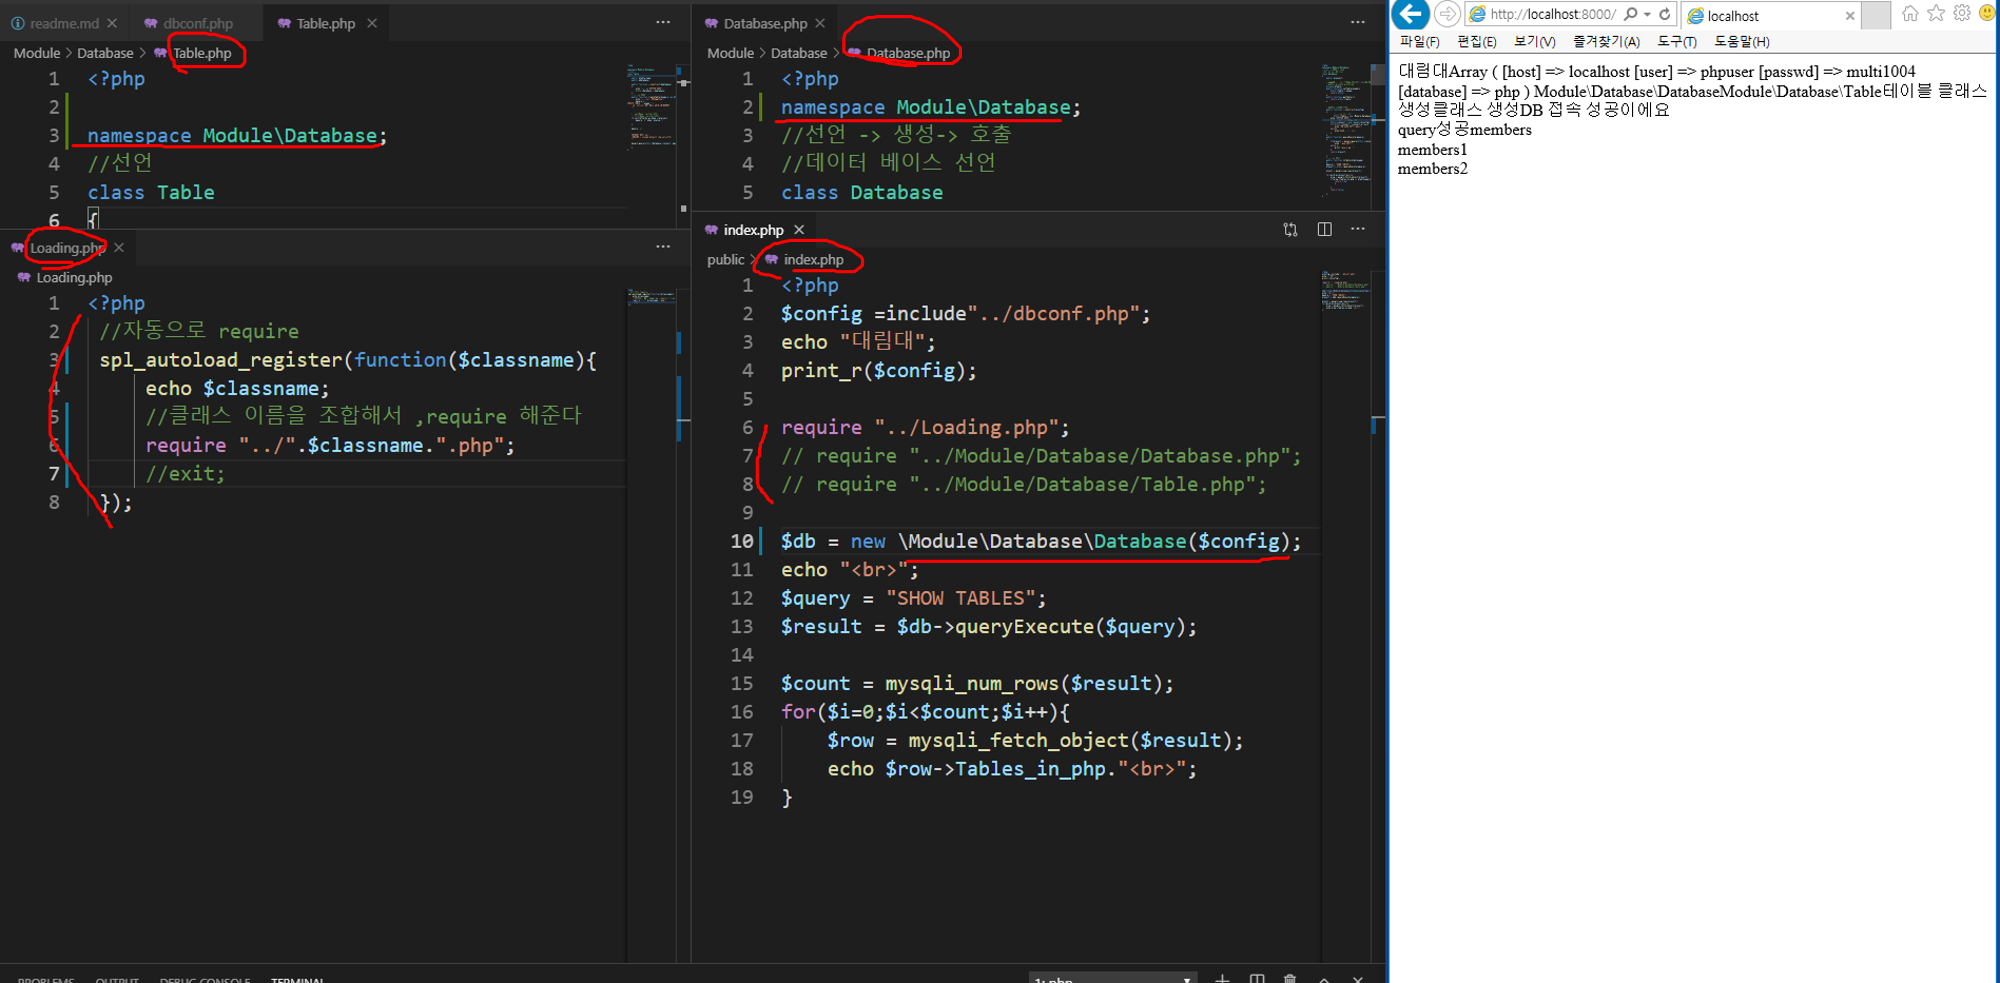 readme.md
dbconf.php
Table.php
Module > Database > Table.php
1 <?php
2
3 namespace Module\Database;
4 //선언
5 class Table
6 {
Loading.php
Loading.php
1 <?php
2 //자동으로 require
3 spl_autoload_register(function($classname){
4 echo $classname;
5 //클래스 이름을 조합해서 ,require 해준다
6 require "../".$classname.".php";
7 //exit;
8 });
Database.php
Module > Database > Database.php
1 <?php
2 namespace Module\Database;
3 //선언 -> 생성-> 호출
4 //데이터 베이스 선언
5 class Database
index.php
public > index.php
1 <?php
2 $config =include"../dbconf.php";
3 echo "대림대";
4 print_r($config);
5
6 require "../Loading.php";
7 // require "../Module/Database/Database.php";
8 // require "../Module/Database/Table.php";
9
10 $db = new \Module\Database\Database($config);
11 echo "<br>";
12 $query = "SHOW TABLES";
13 $result = $db->queryExecute($query);
14
15 $count = mysqli_num_rows($result);
16 for($i=0;$i<$count;$i++){
17 $row = mysqli_fetch_object($result);
18 echo $row->Tables_in_php."<br>";
19 }
PROBLEMS OUTPUT DEBUG CONSOLE TERMINAL
1: php
http://localhost:8000/
localhost
파일(F) 편집(E) 보기(V) 즐겨찾기(A) 도구(T) 도움말(H)
대림대Array ( [host] => localhost [user] => phpuser [passwd] => multi1004
[database] => php ) Module\Database\DatabaseModule\Database\Table테이블 클래스
생성클래스 생성DB 접속 성공이에요
query성공members
members1
members2